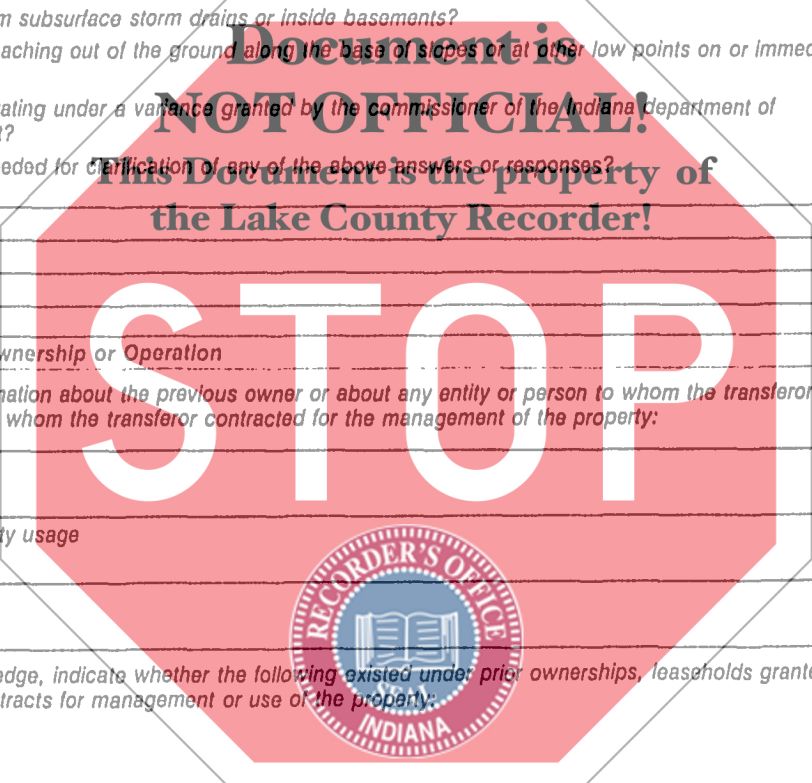 m subsurface storm drains or inside basements?
Document is
aching out of the ground along the base of slopes or at other low points on or immed
NOT OFFICIAL!
ating under a variance granted by the commissioner of the Indiana department of
t?
eded for clarification of any of the above answers or responses?
This Document is the property of
the Lake County Recorder!
STOP
wnership or Operation
nation about the previous owner or about any entity or person to whom the transferor
whom the transferor contracted for the management of the property:
ty usage
RECORDER'S OFFICE
SEAL
INDIANA
edge, indicate whether the following existed under prior ownerships, leaseholds grante
tracts for management or use of the property: